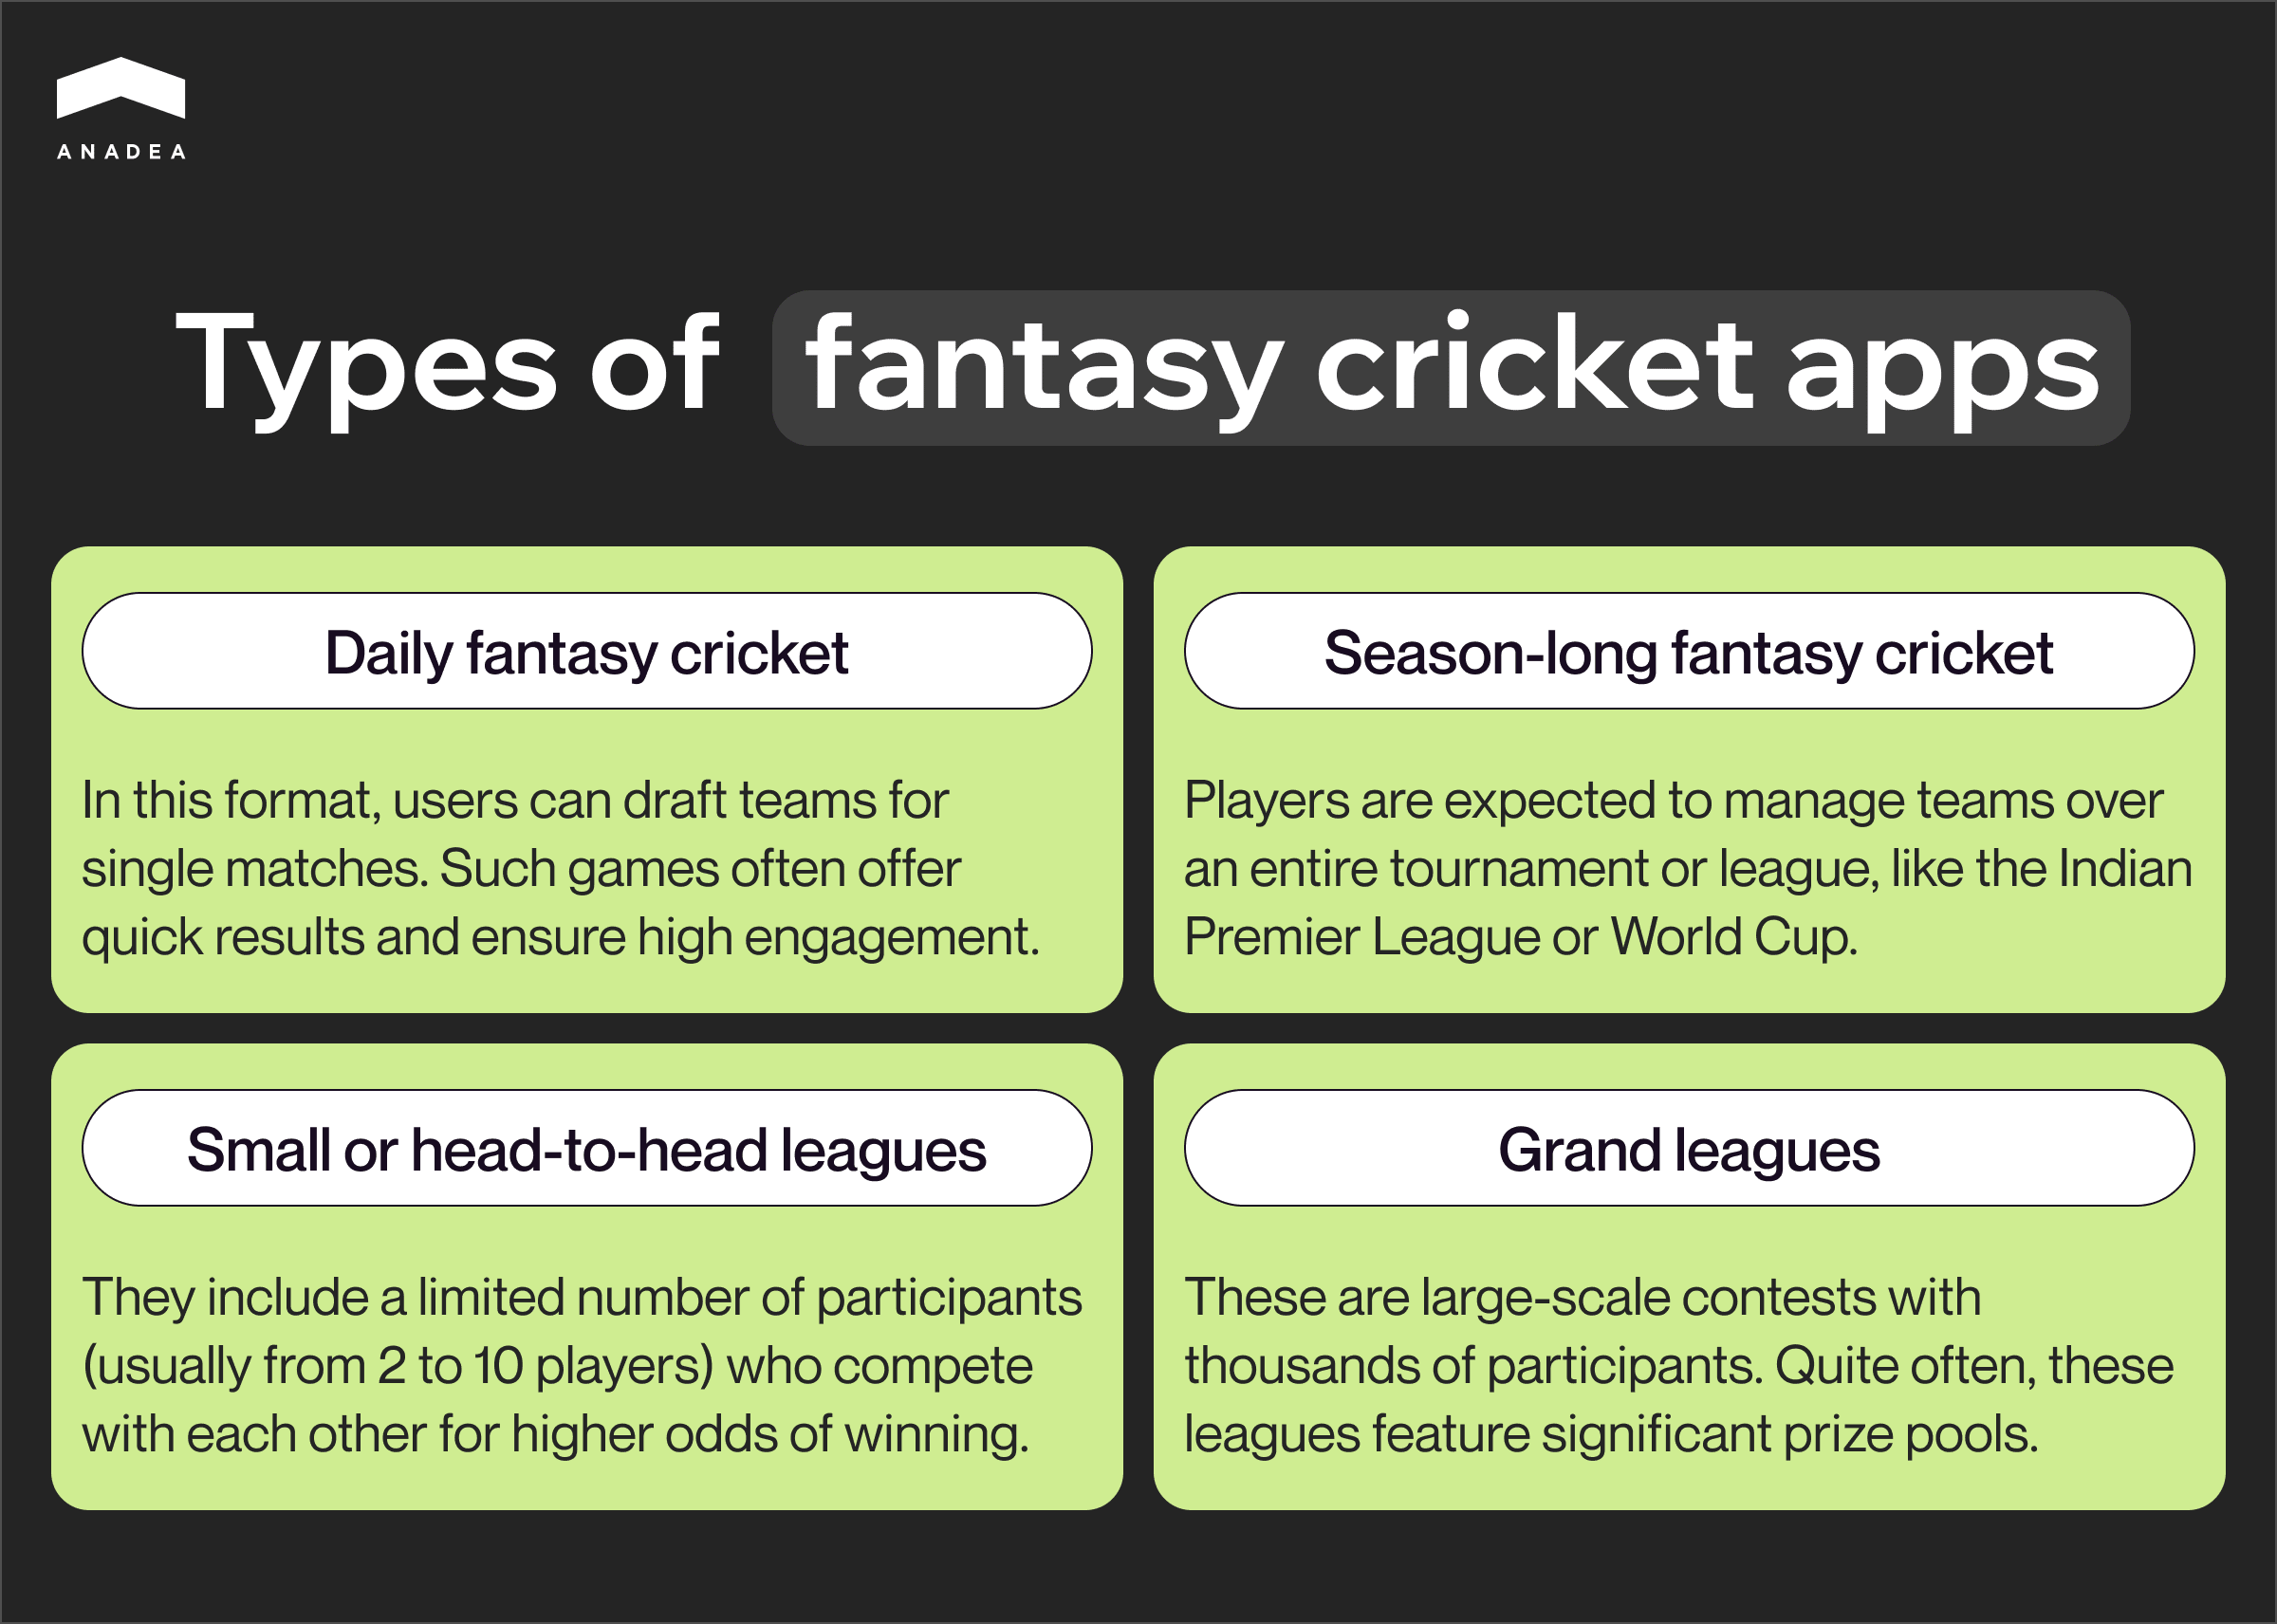 ANADEA
Types of fantasy cricket apps
Daily fantasy cricket
In this format, users can draft teams for
single matches. Such games often offer
quick results and ensure high engagement.
Season-long fantasy cricket
Players are expected to manage teams over
an entire tournament or league, like the Indian
Premier League or World Cup.
Small or head-to-head leagues
They include a limited number of participants
(usually from 2 to 10 players) who compete
with each other for higher odds of winning.
Grand leagues
These are large-scale contests with
thousands of participants. Quite often, these
leagues feature significant prize pools.